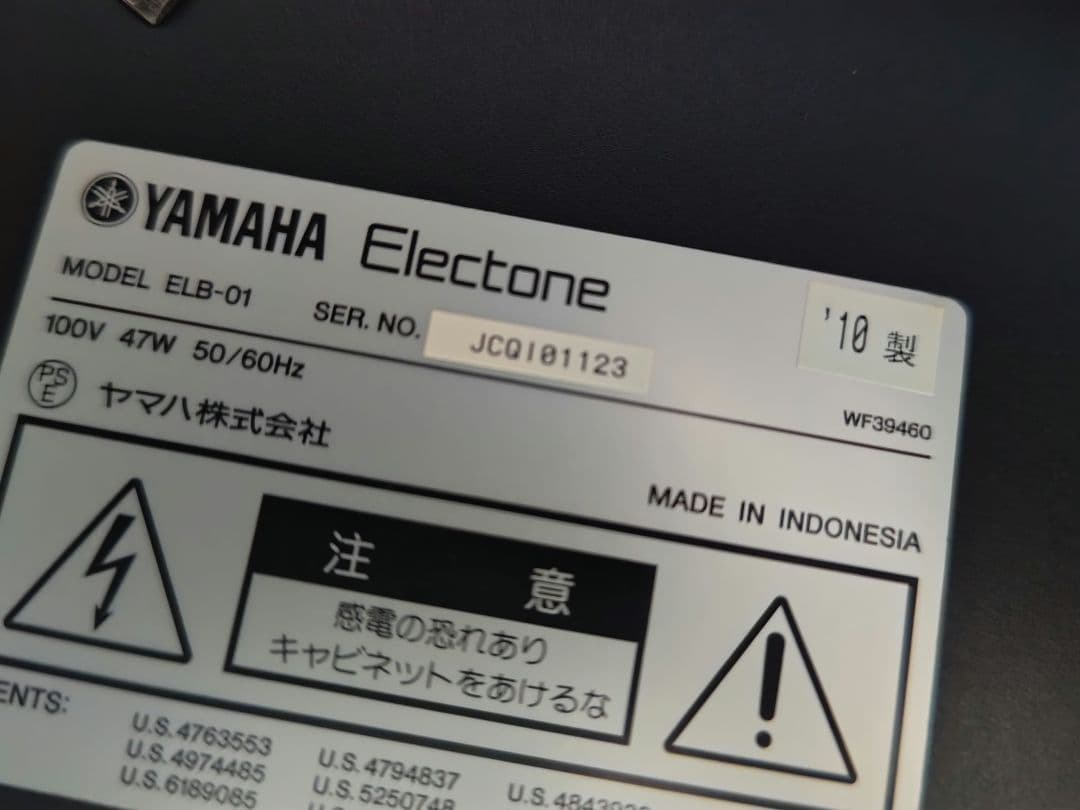 YAMAHA Electone
MODEL ELB-01
SER. NO. JCQI01123
'10 製
100V 47W 50/60Hz
WF39460
PS
E
ヤマハ株式会社
MADE IN INDONESIA
注意
感電の恐れあり
キャビネットをあけるな
U.S.4763553
U.S.4974485
U.S.6189085
U.S.4794837
U.S.5250748